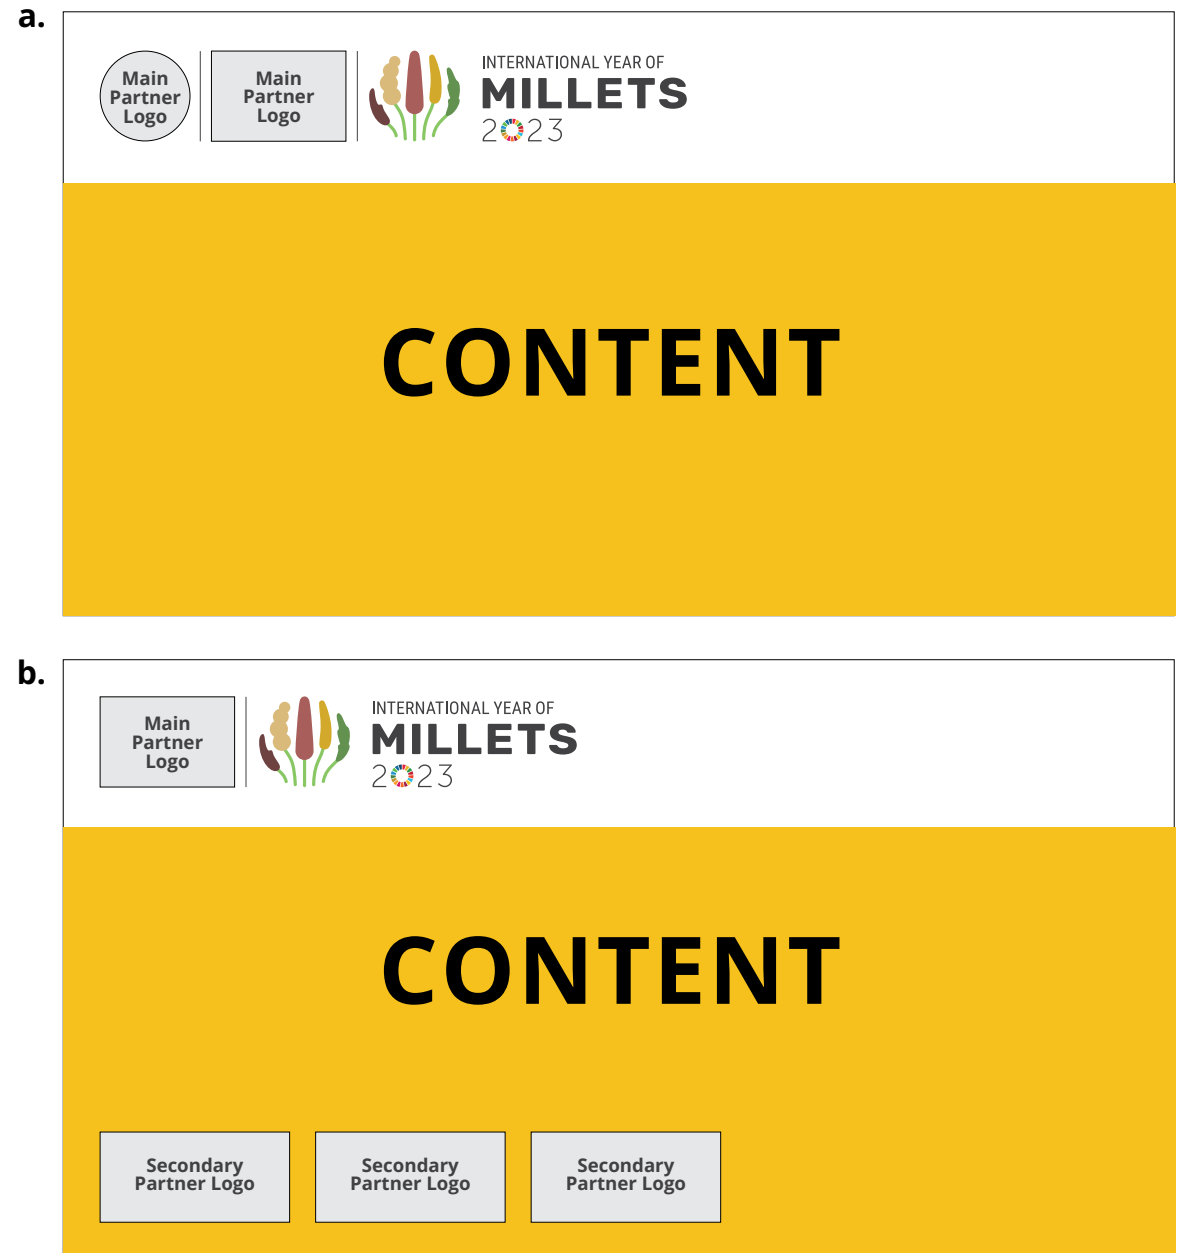 a.
Main
Partner
Logo
Main
Partner
Logo
INTERNATIONAL YEAR OF
MILLETS
2023
CONTENT
b.
Main
Partner
Logo
INTERNATIONAL YEAR OF
MILLETS
2023
CONTENT
Secondary
Partner Logo
Secondary
Partner Logo
Secondary
Partner Logo